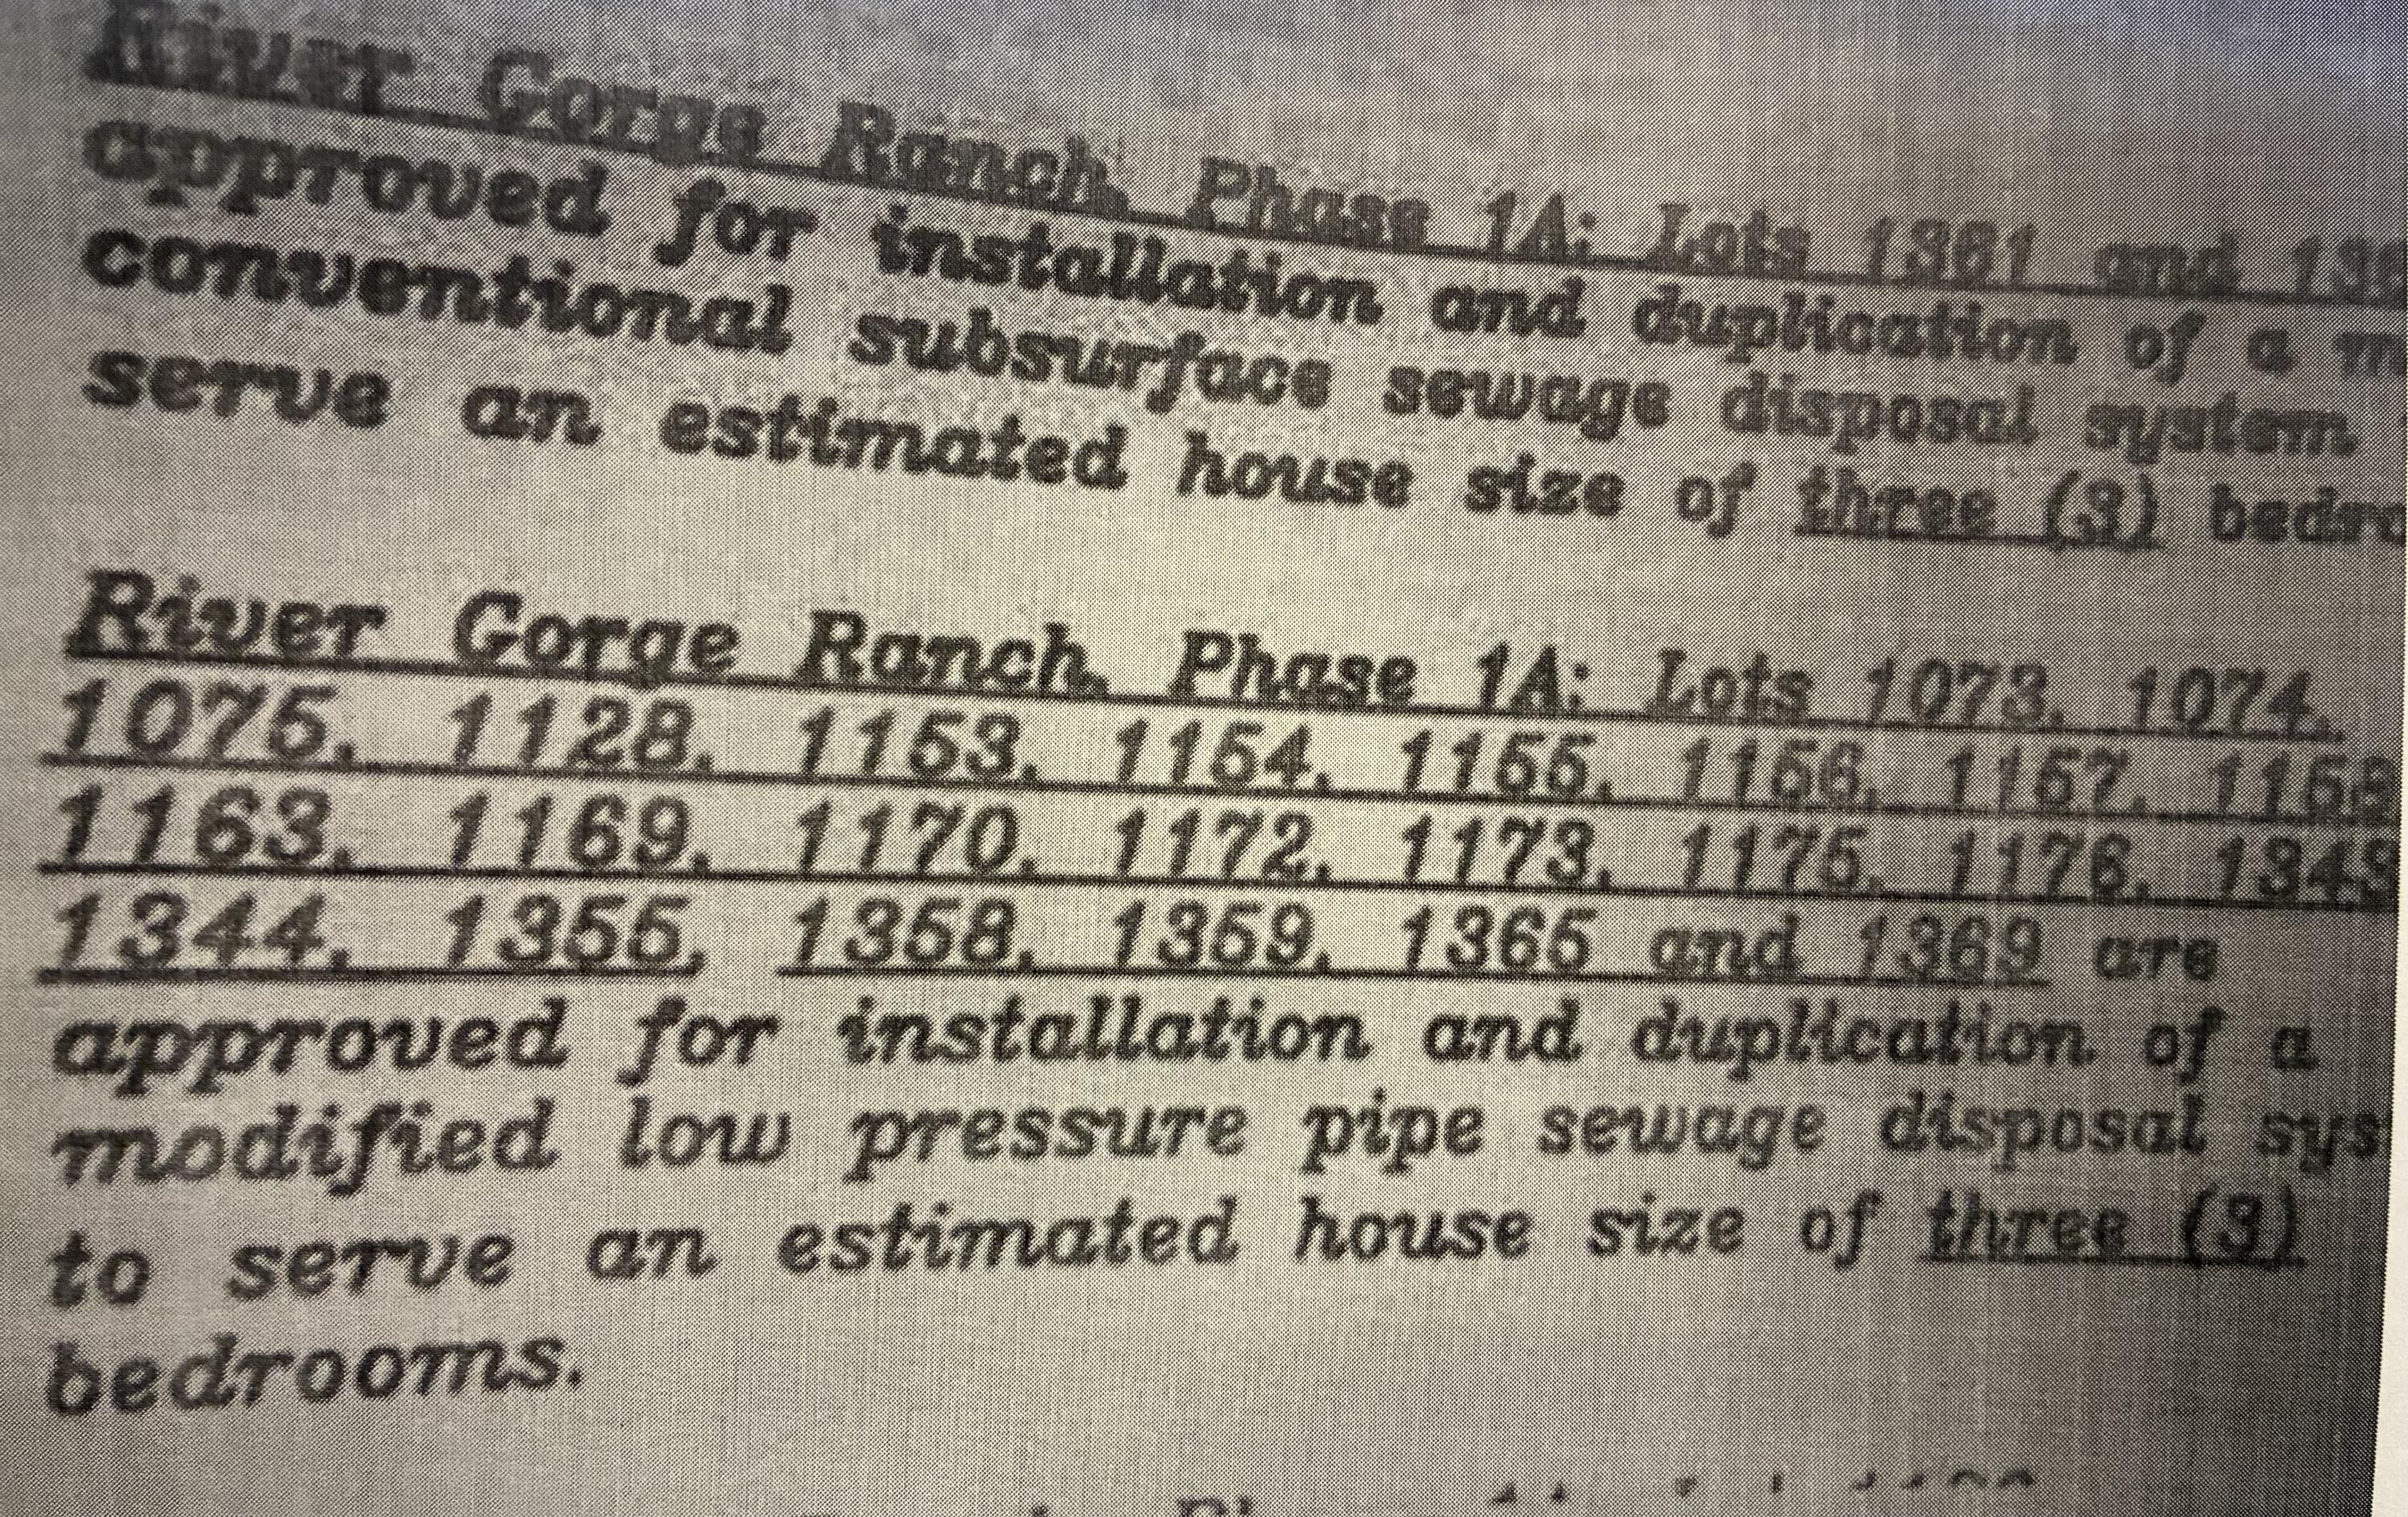 River Gorge Ranch, Phase 1A: Lots 1361 and
approved for installation and duplication of a
conventional subsurface sewage disposal system
serve an estimated house size of three (3)
River Gorge Ranch, Phase 1A: Lots 1073, 1074,
1075, 1128, 1153, 1154, 1155, 1156, 1157, 1158
1163, 1169, 1170, 1172, 1173, 1175, 1176, 1343
1344, 1355, 1358, 1359, 1365 and 1369 are
approved for installation and duplication of a
modified low pressure pipe sewage disposal sys
to serve an estimated house size of three (3)
bedrooms.